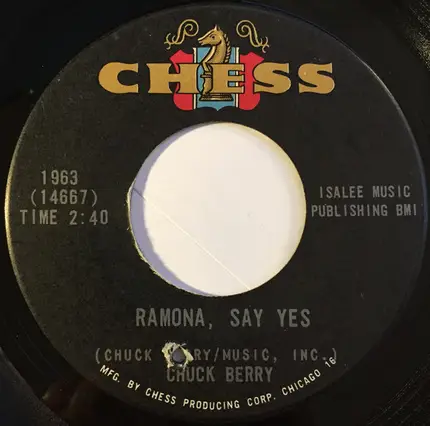 CHESS
1963
(14667)
TIME 2:40
ISALEE MUSIC
PUBLISHING BMI
RAMONA, SAY YES
(CHUCK RY/MUSIC, INC.)
CHUCK BERRY
MFG. BY CHESS PRODUCING CORP. CHICAGO 16